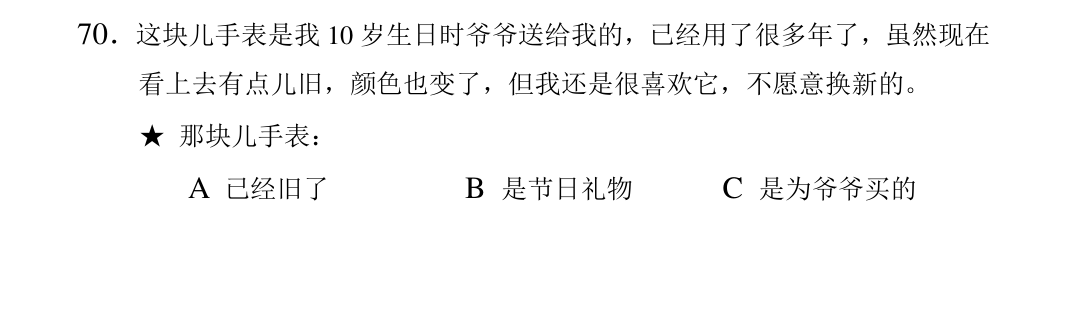 70．这块儿手表是我 10 岁生日时爷爷送给我的，已经用了很多年了，虽然现在
看上去有点儿旧，颜色也变了，但我还是很喜欢它，不愿意换新的。
★ 那块儿手表：
A 已经旧了 B 是节日礼物 C 是为爷爷买的